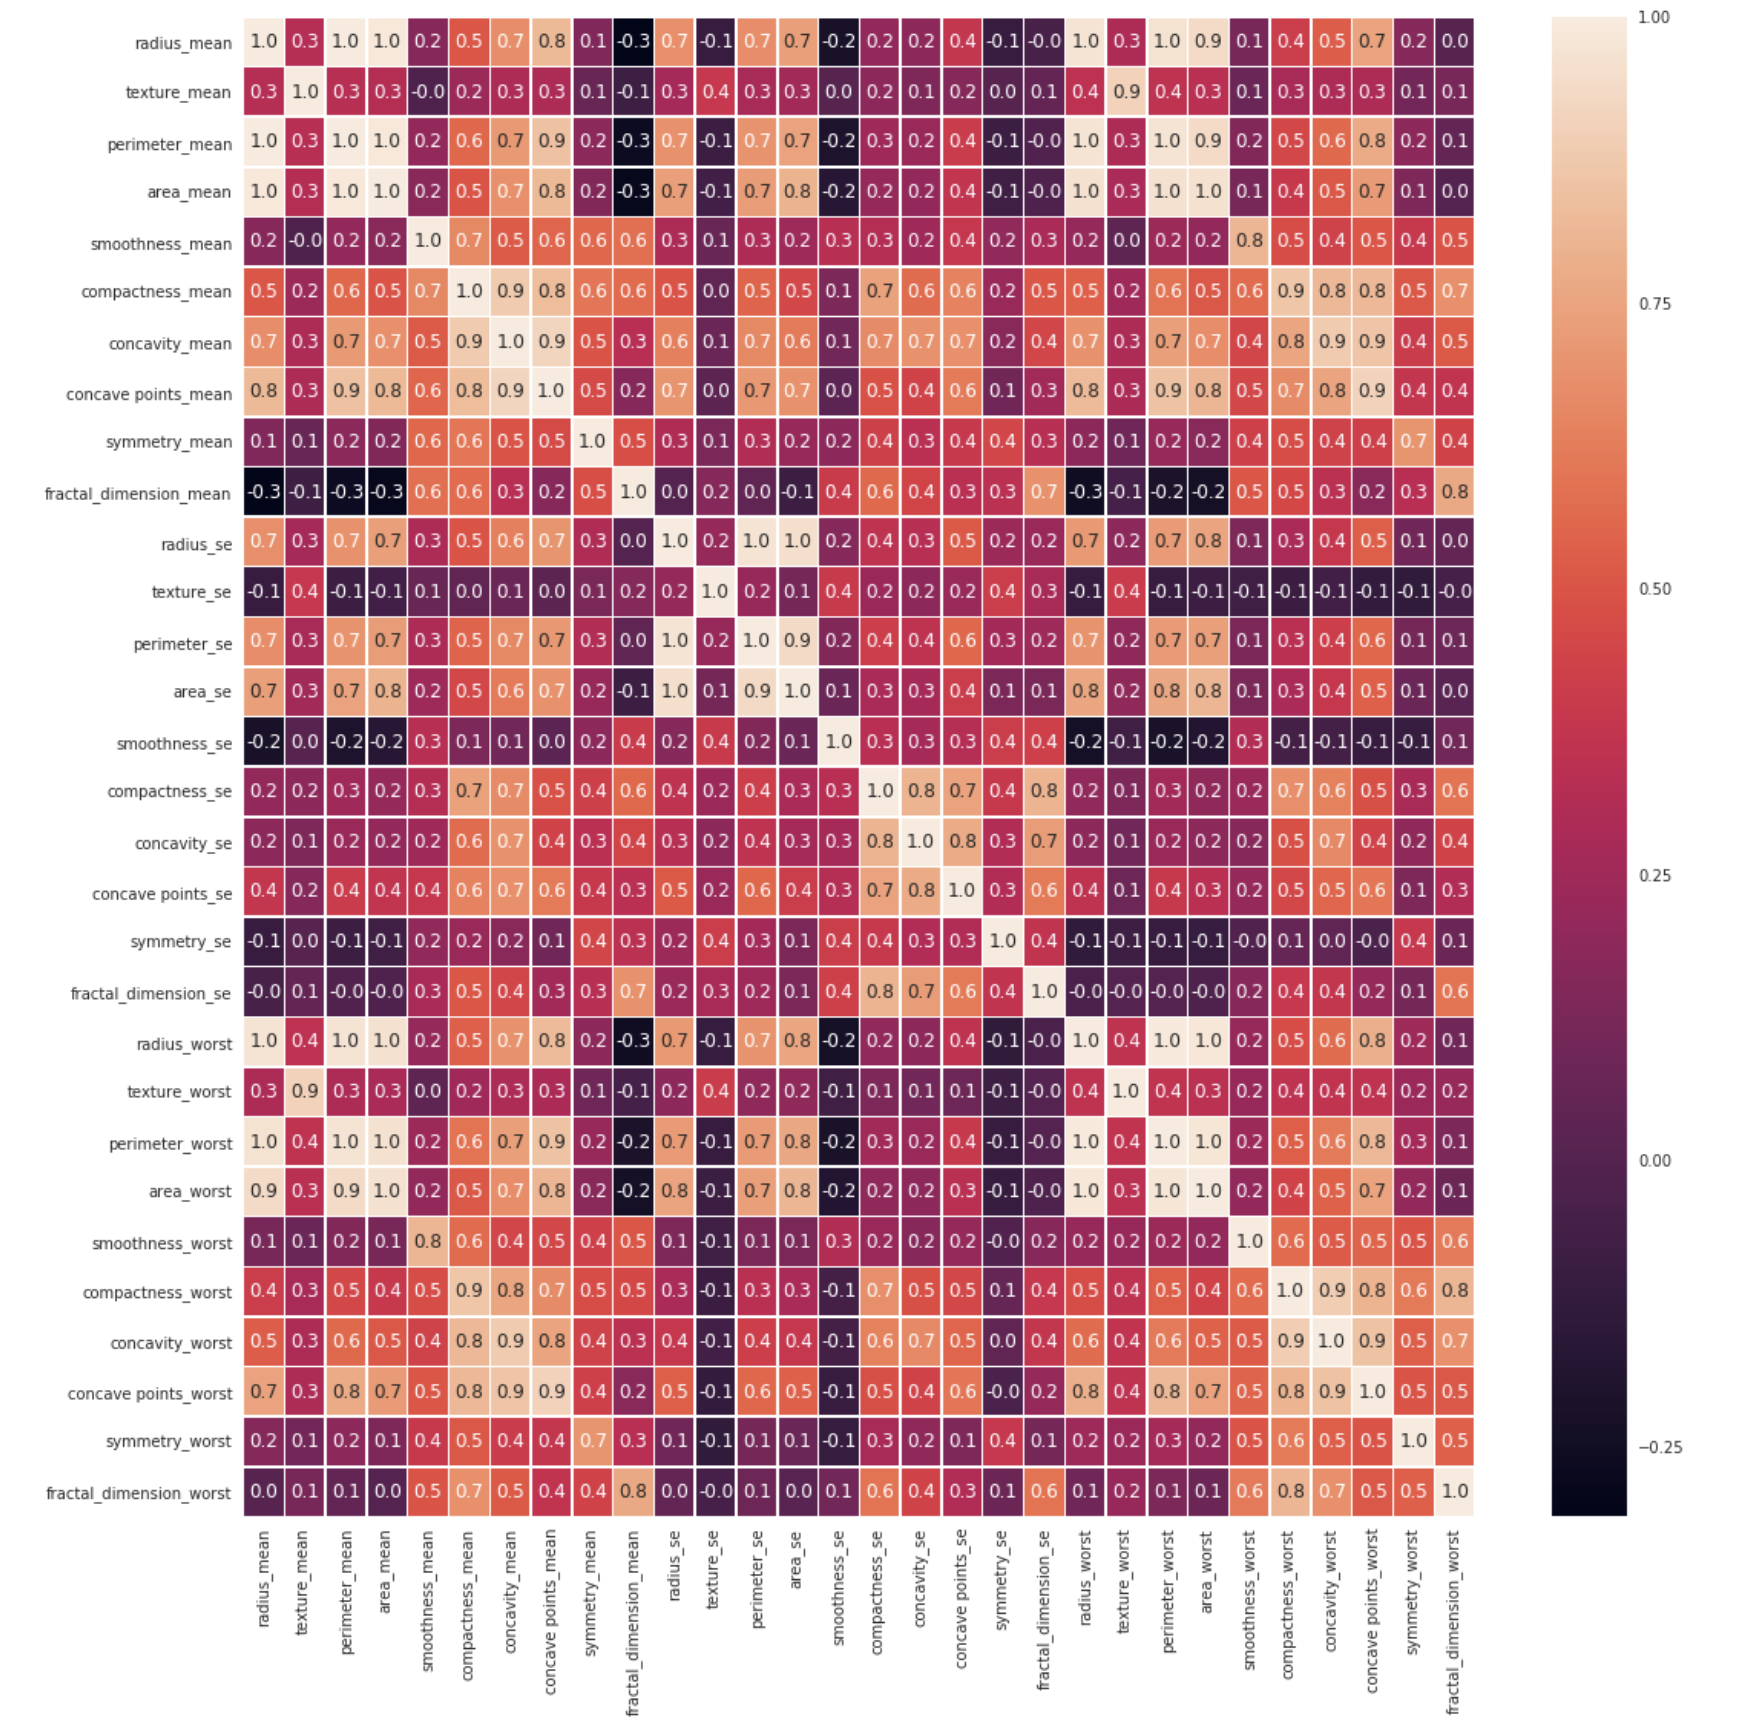 radius_mean 1.0 0.3 1.0 1.0 0.2 0.5 0.7 0.8 0.1 -0.3 0.7 -0.1 0.7 0.7 -0.2 0.2 0.2 0.4 -0.1 -0.0 1.0 0.3 1.0 0.9 0.1 0.4 0.5 0.7 0.2 0.0
texture_mean 0.3 1.0 0.3 0.3 -0.0 0.2 0.3 0.3 0.1 -0.1 0.3 0.4 0.3 0.3 0.0 0.2 0.1 0.2 0.0 0.1 0.4 0.9 0.4 0.3 0.1 0.3 0.3 0.3 0.1 0.1
perimeter_mean 1.0 0.3 1.0 1.0 0.2 0.6 0.7 0.9 0.2 -0.3 0.7 -0.1 0.7 0.7 -0.2 0.3 0.2 0.4 -0.1 -0.0 1.0 0.3 1.0 0.9 0.2 0.5 0.6 0.8 0.2 0.1
area_mean 1.0 0.3 1.0 1.0 0.2 0.5 0.7 0.8 0.2 -0.3 0.7 -0.1 0.7 0.8 -0.2 0.2 0.2 0.4 -0.1 -0.0 1.0 0.3 1.0 1.0 0.1 0.4 0.5 0.7 0.1 0.0
smoothness_mean 0.2 -0.0 0.2 0.2 1.0 0.7 0.5 0.6 0.6 0.6 0.3 0.1 0.3 0.2 0.3 0.3 0.2 0.4 0.2 0.3 0.2 0.0 0.2 0.2 0.8 0.5 0.4 0.5 0.4 0.5
compactness_mean 0.5 0.2 0.6 0.5 0.7 1.0 0.9 0.8 0.6 0.6 0.5 0.0 0.5 0.5 0.1 0.7 0.6 0.6 0.2 0.5 0.5 0.2 0.6 0.5 0.6 0.9 0.8 0.8 0.5 0.7
concavity_mean 0.7 0.3 0.7 0.7 0.5 0.9 1.0 0.9 0.5 0.3 0.6 0.1 0.7 0.6 0.1 0.7 0.7 0.7 0.2 0.4 0.7 0.3 0.7 0.7 0.4 0.8 0.9 0.9 0.4 0.5
concave points_mean 0.8 0.3 0.9 0.8 0.6 0.8 0.9 1.0 0.5 0.2 0.7 0.0 0.7 0.7 0.0 0.5 0.4 0.6 0.1 0.3 0.8 0.3 0.9 0.8 0.5 0.7 0.8 0.9 0.4 0.4
symmetry_mean 0.1 0.1 0.2 0.2 0.6 0.6 0.5 0.5 1.0 0.5 0.3 0.1 0.3 0.2 0.2 0.4 0.3 0.4 0.4 0.3 0.2 0.1 0.2 0.2 0.4 0.5 0.4 0.4 0.7 0.4
fractal_dimension_mean -0.3 -0.1 -0.3 -0.3 0.6 0.6 0.3 0.2 0.5 1.0 0.0 0.2 0.0 -0.1 0.4 0.6 0.4 0.3 0.3 0.7 -0.3 -0.1 -0.2 -0.2 0.5 0.5 0.3 0.2 0.3 0.8
radius_se 0.7 0.3 0.7 0.7 0.3 0.5 0.6 0.7 0.3 0.0 1.0 0.2 1.0 1.0 0.2 0.4 0.3 0.5 0.2 0.2 0.7 0.2 0.7 0.8 0.1 0.3 0.4 0.5 0.1 0.0
texture_se -0.1 0.4 -0.1 -0.1 0.1 0.0 0.1 0.0 0.1 0.2 0.2 1.0 0.2 0.1 0.4 0.2 0.2 0.2 0.4 0.3 -0.1 0.4 -0.1 -0.1 -0.1 -0.1 -0.1 -0.1 -0.1 -0.0
perimeter_se 0.7 0.3 0.7 0.7 0.3 0.5 0.7 0.7 0.3 0.0 1.0 0.2 1.0 0.9 0.2 0.4 0.4 0.6 0.3 0.2 0.7 0.2 0.7 0.7 0.1 0.3 0.4 0.6 0.1 0.1
area_se 0.7 0.3 0.7 0.8 0.2 0.5 0.6 0.7 0.2 -0.1 1.0 0.1 0.9 1.0 0.1 0.3 0.3 0.4 0.1 0.1 0.8 0.2 0.8 0.8 0.1 0.3 0.4 0.5 0.1 0.0
smoothness_se -0.2 0.0 -0.2 -0.2 0.3 0.1 0.1 0.0 0.2 0.4 0.2 0.4 0.2 0.1 1.0 0.3 0.3 0.3 0.4 0.4 -0.2 -0.1 -0.2 -0.2 0.3 -0.1 -0.1 -0.1 -0.1 0.1
compactness_se 0.2 0.2 0.3 0.2 0.3 0.7 0.7 0.5 0.4 0.6 0.4 0.2 0.4 0.3 0.3 1.0 0.8 0.7 0.4 0.8 0.2 0.1 0.3 0.2 0.2 0.7 0.6 0.5 0.3 0.6
concavity_se 0.2 0.1 0.2 0.2 0.2 0.6 0.7 0.4 0.3 0.4 0.3 0.2 0.4 0.3 0.3 0.8 1.0 0.8 0.3 0.7 0.2 0.1 0.2 0.2 0.2 0.5 0.7 0.4 0.2 0.4
concave points_se 0.4 0.2 0.4 0.4 0.4 0.6 0.7 0.6 0.4 0.3 0.5 0.2 0.6 0.4 0.3 0.7 0.8 1.0 0.3 0.6 0.4 0.1 0.4 0.3 0.2 0.5 0.5 0.6 0.1 0.3
symmetry_se -0.1 0.0 -0.1 -0.1 0.2 0.2 0.2 0.1 0.4 0.3 0.2 0.4 0.3 0.1 0.4 0.4 0.3 0.3 1.0 0.4 -0.1 -0.1 -0.1 -0.1 -0.0 0.1 0.0 -0.0 0.4 0.1
fractal_dimension_se -0.0 0.1 -0.0 -0.0 0.3 0.5 0.4 0.3 0.3 0.7 0.2 0.3 0.2 0.1 0.4 0.8 0.7 0.6 0.4 1.0 -0.0 -0.0 -0.0 -0.0 0.2 0.4 0.4 0.2 0.1 0.6
radius_worst 1.0 0.4 1.0 1.0 0.2 0.5 0.7 0.8 0.2 -0.3 0.7 -0.1 0.7 0.8 -0.2 0.2 0.2 0.4 -0.1 -0.0 1.0 0.4 1.0 1.0 0.2 0.5 0.6 0.8 0.2 0.1
texture_worst 0.3 0.9 0.3 0.3 0.0 0.2 0.3 0.3 0.1 -0.1 0.2 0.4 0.2 0.2 -0.1 0.1 0.1 0.1 -0.1 -0.0 0.4 1.0 0.4 0.3 0.2 0.4 0.4 0.4 0.2 0.2
perimeter_worst 1.0 0.4 1.0 1.0 0.2 0.6 0.7 0.9 0.2 -0.2 0.7 -0.1 0.7 0.8 -0.2 0.3 0.2 0.4 -0.1 -0.0 1.0 0.4 1.0 1.0 0.2 0.5 0.6 0.8 0.3 0.1
area_worst 0.9 0.3 0.9 1.0 0.2 0.5 0.7 0.8 0.2 -0.2 0.8 -0.1 0.7 0.8 -0.2 0.2 0.2 0.3 -0.1 -0.0 1.0 0.3 1.0 1.0 0.2 0.4 0.5 0.7 0.2 0.1
smoothness_worst 0.1 0.1 0.2 0.1 0.8 0.6 0.4 0.5 0.4 0.5 0.1 -0.1 0.1 0.1 0.3 0.2 0.2 0.2 -0.0 0.2 0.2 0.2 0.2 0.2 1.0 0.6 0.5 0.5 0.5 0.6
compactness_worst 0.4 0.3 0.5 0.4 0.5 0.9 0.8 0.7 0.5 0.5 0.3 -0.1 0.3 0.3 -0.1 0.7 0.5 0.5 0.1 0.4 0.5 0.4 0.5 0.4 0.6 1.0 0.9 0.8 0.6 0.8
concavity_worst 0.5 0.3 0.6 0.5 0.4 0.8 0.9 0.8 0.4 0.3 0.4 -0.1 0.4 0.4 -0.1 0.6 0.7 0.5 0.0 0.4 0.6 0.4 0.6 0.5 0.5 0.9 1.0 0.9 0.5 0.7
concave points_worst 0.7 0.3 0.8 0.7 0.5 0.8 0.9 0.9 0.4 0.2 0.5 -0.1 0.6 0.5 -0.1 0.5 0.4 0.6 -0.0 0.2 0.8 0.4 0.8 0.7 0.5 0.8 0.9 1.0 0.5 0.5
symmetry_worst 0.2 0.1 0.2 0.1 0.4 0.5 0.4 0.4 0.7 0.3 0.1 -0.1 0.1 0.1 -0.1 0.3 0.2 0.1 0.4 0.1 0.2 0.2 0.3 0.2 0.5 0.6 0.5 0.5 1.0 0.5
fractal_dimension_worst 0.0 0.1 0.1 0.0 0.5 0.7 0.5 0.4 0.4 0.8 0.0 -0.0 0.1 0.0 0.1 0.6 0.4 0.3 0.1 0.6 0.1 0.2 0.1 0.1 0.6 0.8 0.7 0.5 0.5 1.0
radius_mean
texture_mean
perimeter_mean
area_mean
smoothness_mean
compactness_mean
concavity_mean
concave points_mean
symmetry_mean
fractal_dimension_mean
radius_se
texture_se
perimeter_se
area_se
smoothness_se
compactness_se
concavity_se
concave points_se
symmetry_se
fractal_dimension_se
radius_worst
texture_worst
perimeter_worst
area_worst
smoothness_worst
compactness_worst
concavity_worst
concave points_worst
symmetry_worst
fractal_dimension_worst
1.00
0.75
0.50
0.25
0.00
−0.25